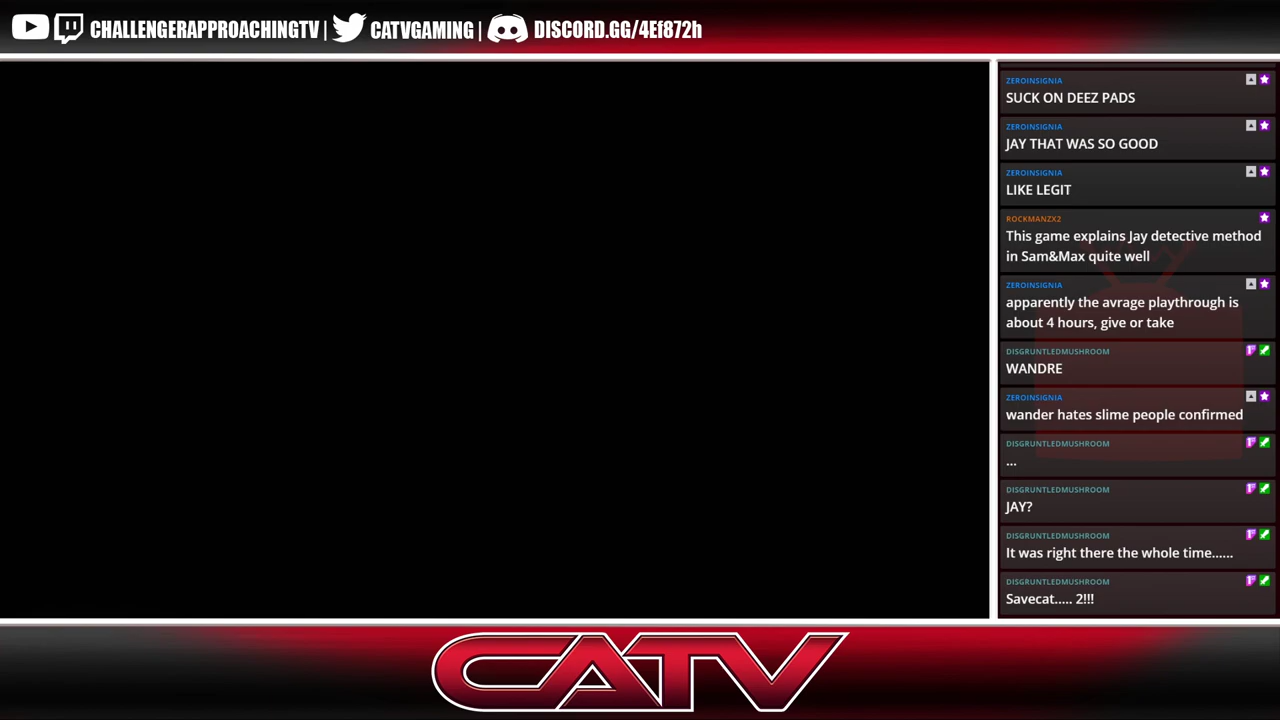 CHALLENGERAPPROACHINGTV | CATVGAMING | DISCORD.GG/4Ef872h
ZEROINSIGNIA
SUCK ON DEEZ PADS
ZEROINSIGNIA
JAY THAT WAS SO GOOD
ZEROINSIGNIA
LIKE LEGIT
ROCKMANZX2
This game explains Jay detective method
in Sam&Max quite well
ZEROINSIGNIA
apparently the avrage playthrough is
about 4 hours, give or take
DISGRUNTLEDMUSHROOM
WANDRE
ZEROINSIGNIA
wander hates slime people confirmed
DISGRUNTLEDMUSHROOM
...
DISGRUNTLEDMUSHROOM
JAY?
DISGRUNTLEDMUSHROOM
It was right there the whole time......
DISGRUNTLEDMUSHROOM
Savecat..... 2!!!
CATV